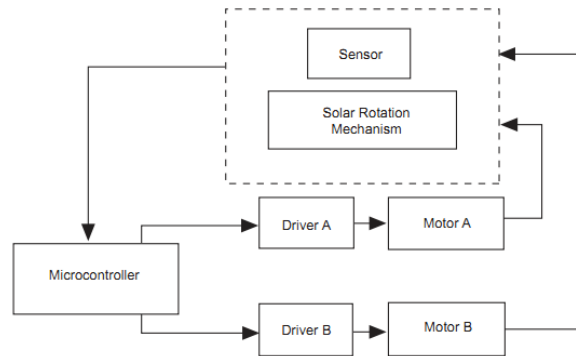 Sensor
Solar Rotation
Mechanism
Driver A
Motor A
Microcontroller
Driver B
Motor B